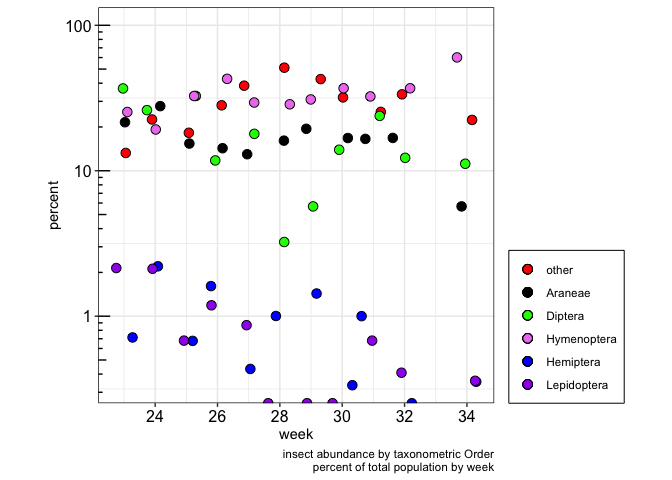 100
10
1
percent
24 26 28 30 32 34
week
other
Araneae
Diptera
Hymenoptera
Hemiptera
Lepidoptera
insect abundance by taxonometric Order
percent of total population by week